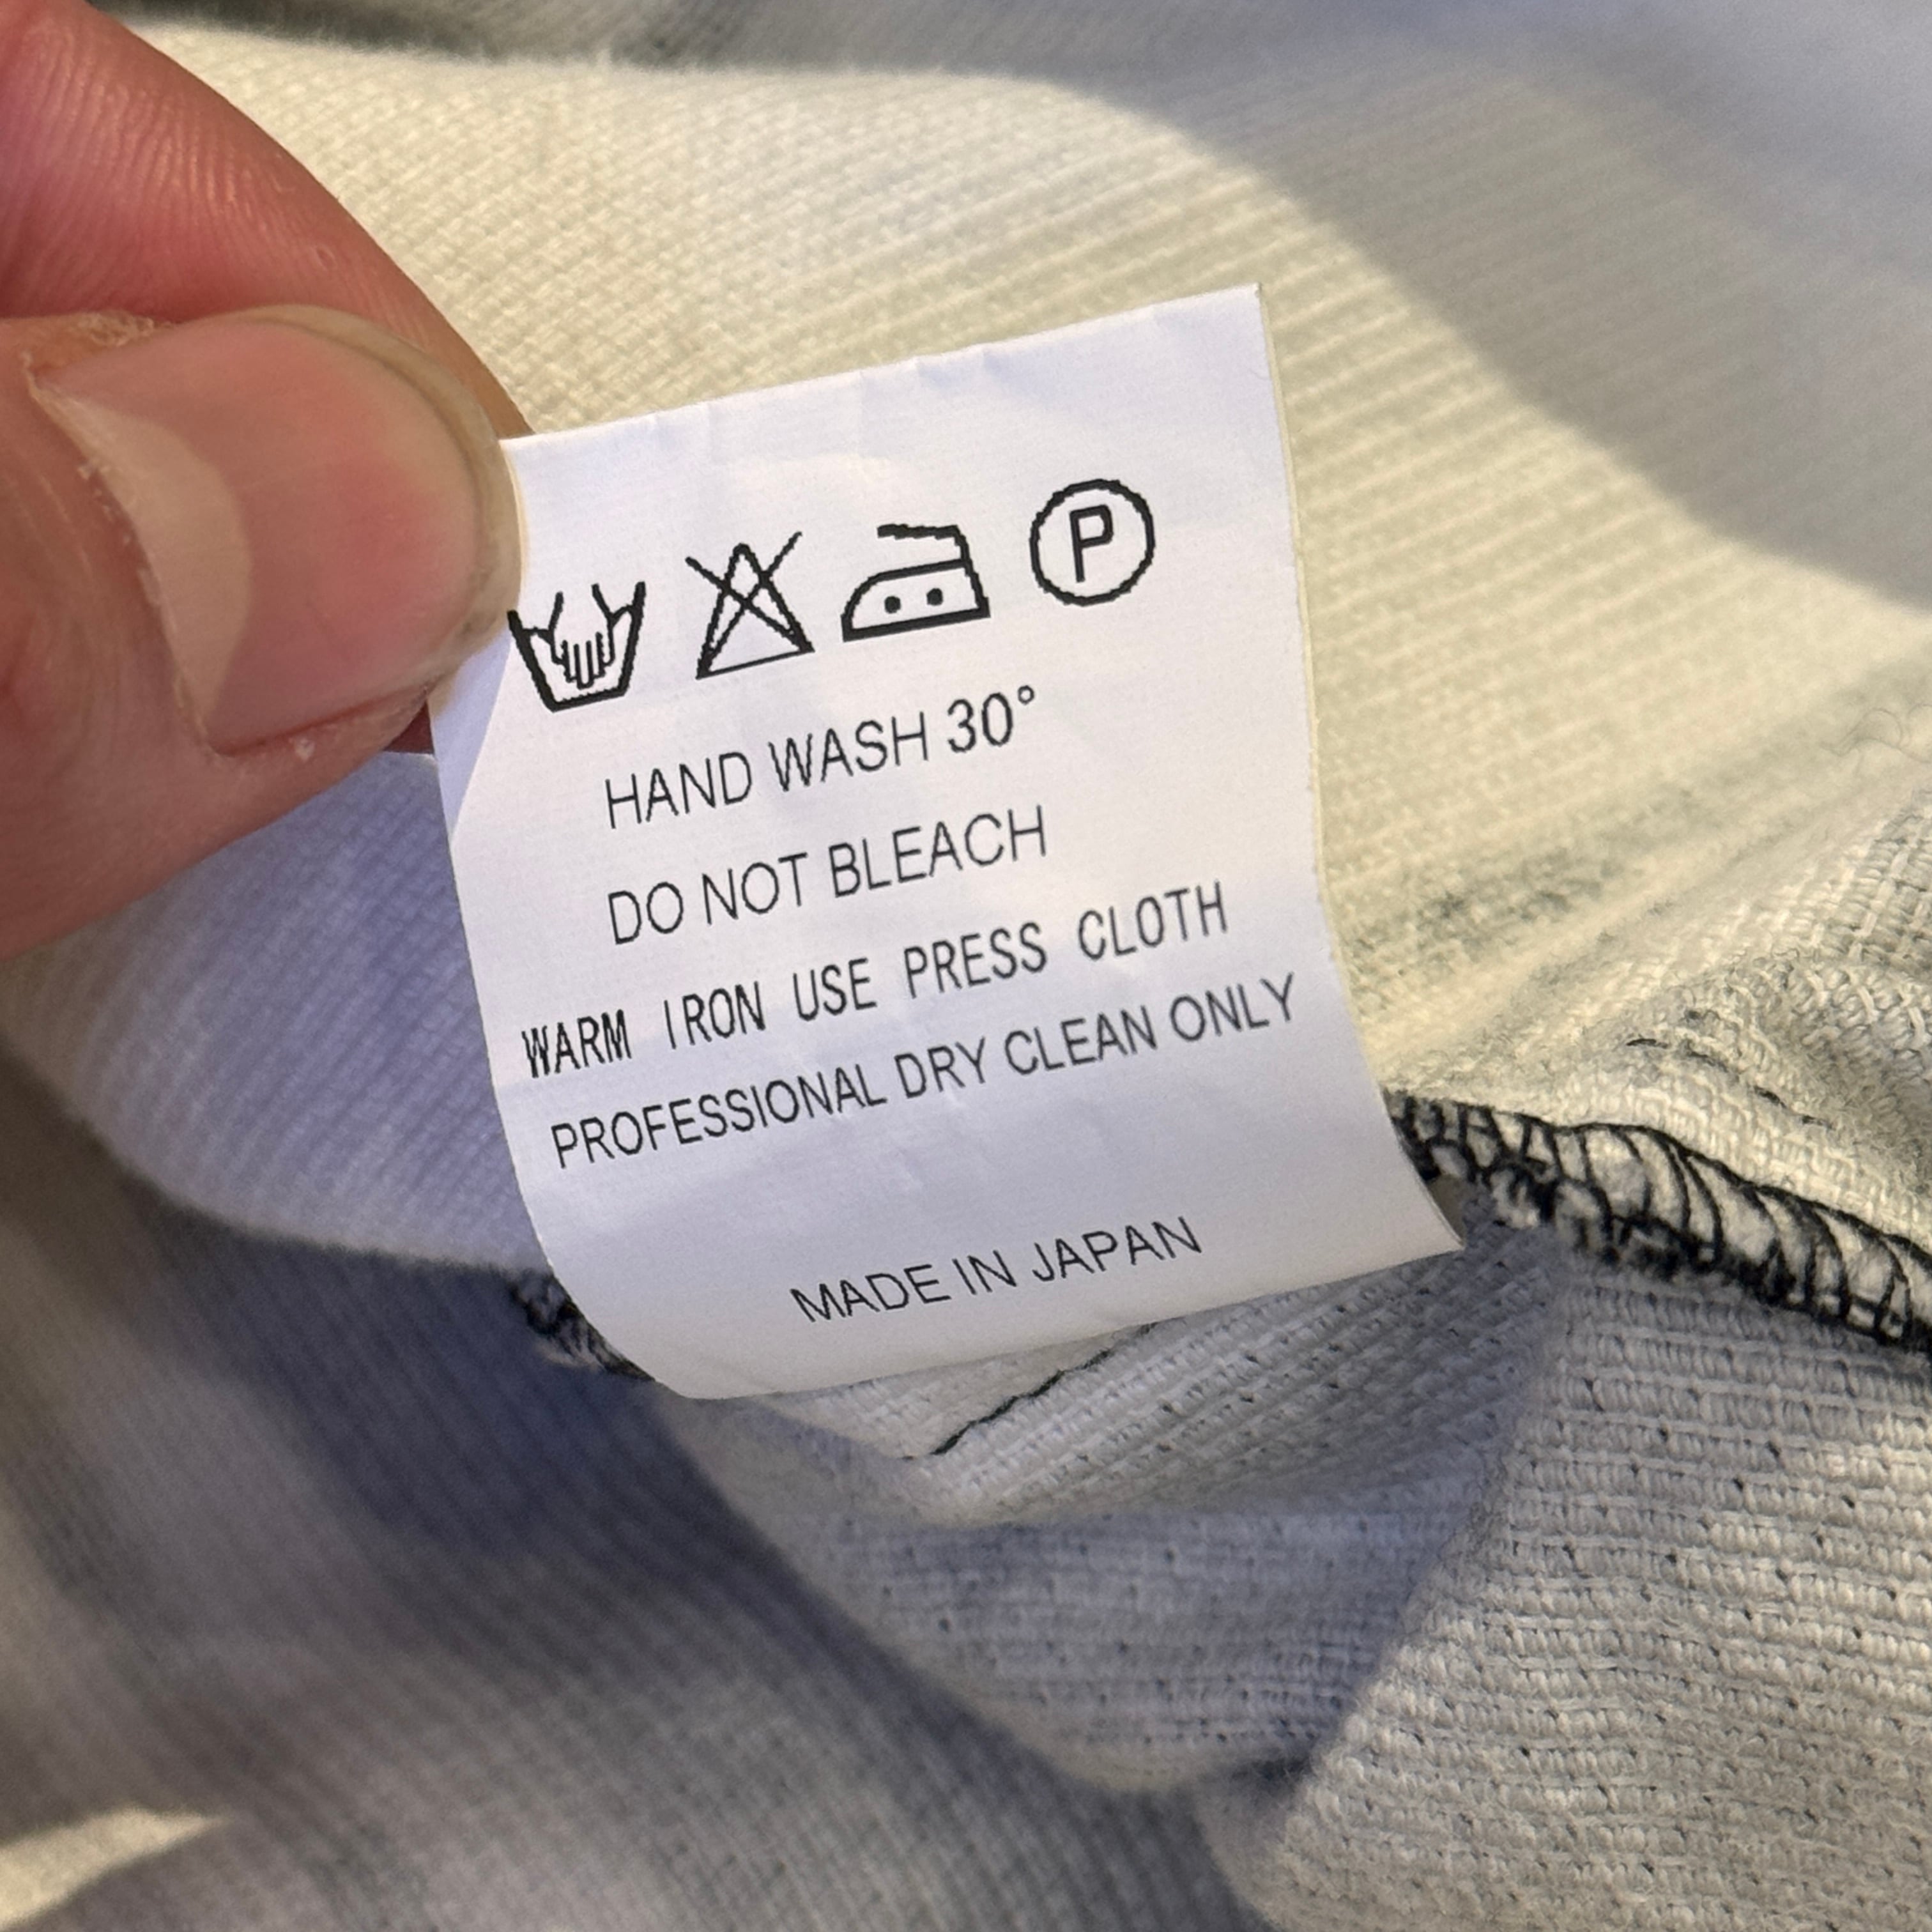 P
HAND WASH 30°
DO NOT BLEACH
WARM IRON USE PRESS CLOTH
PROFESSIONAL DRY CLEAN ONLY
MADE IN JAPAN